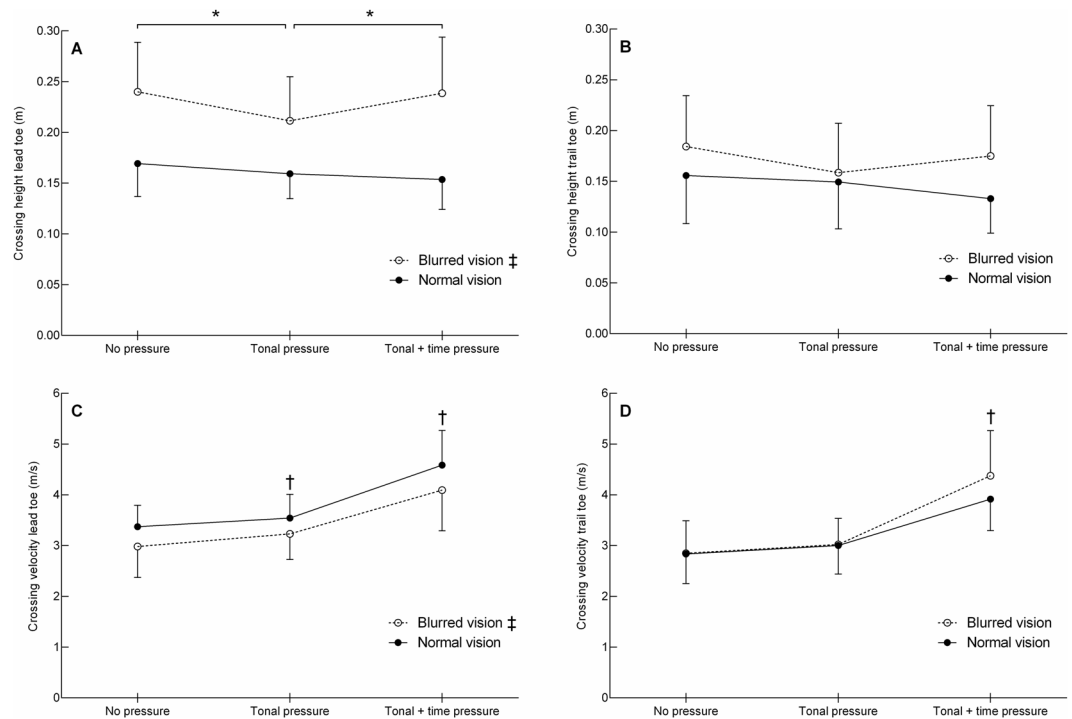 * *
A
Crossing height lead toe (m)
0.30
0.25
0.20
0.15
0.10
0.05
0.00
Blurred vision ‡
Normal vision
No pressure Tonal pressure Tonal + time pressure
B
Crossing height trail toe (m)
0.30
0.25
0.20
0.15
0.10
0.05
0.00
Blurred vision
Normal vision
No pressure Tonal pressure Tonal + time pressure
C
Crossing velocity lead toe (m/s)
6
5
4
3
2
1
0
† †
Blurred vision ‡
Normal vision
No pressure Tonal pressure Tonal + time pressure
D
Crossing velocity trail toe (m/s)
6
5
4
3
2
1
0
†
Blurred vision
Normal vision
No pressure Tonal pressure Tonal + time pressure